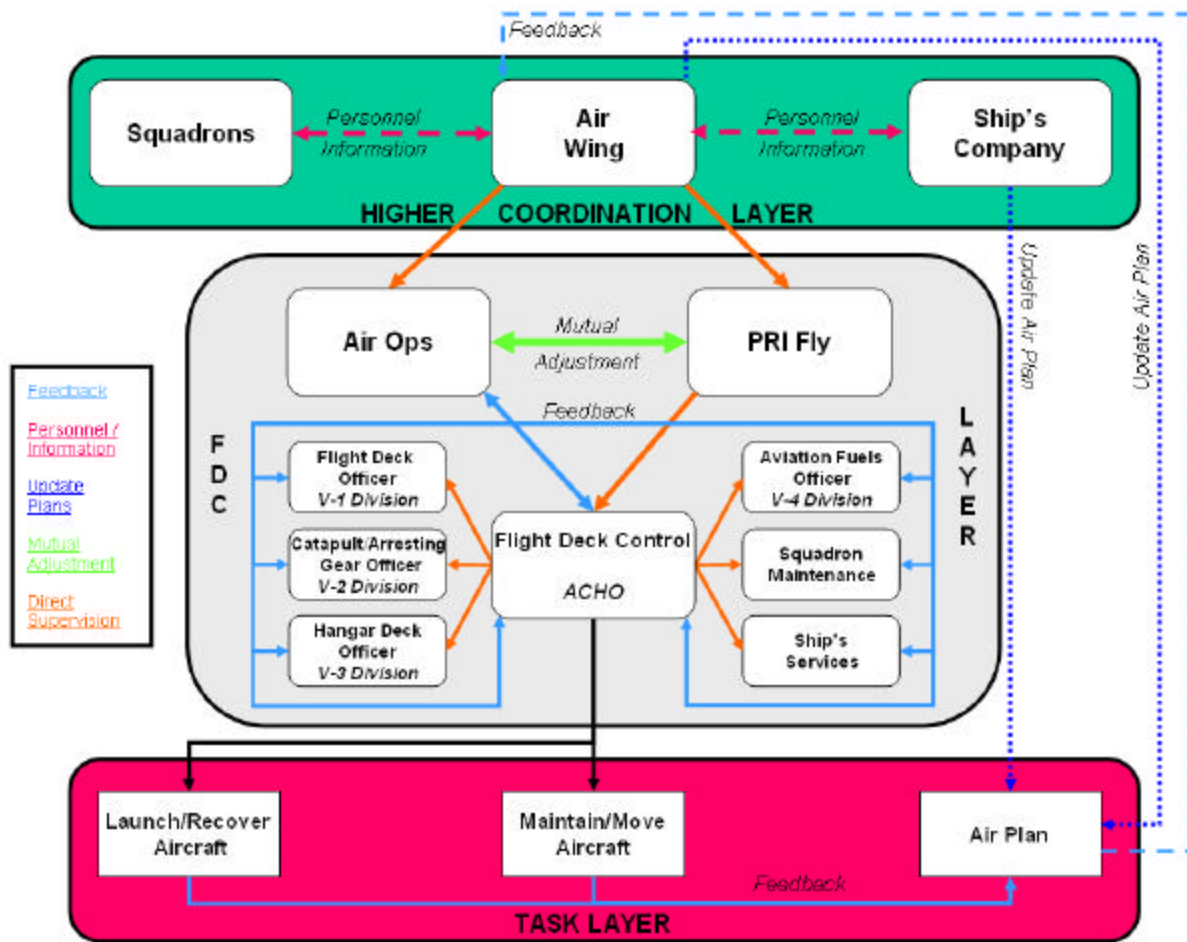 Feedback
Squadrons
Personnel
Information
Air
Wing
Personnel
Information
Ship's
Company
HIGHER COORDINATION LAYER
Update Air Plan
Update Air Plan
Air Ops
Mutual
Adjustment
PRI Fly
Feedback
Personnel /
Information
Update
Plans
Mutual
Adjustment
Direct
Supervision
FDC
LAYER
Feedback
Flight Deck
Officer
V-1 Division
Catapult/Arresting
Gear Officer
V-2 Division
Hangar Deck
Officer
V-3 Division
Flight Deck Control
ACHO
Aviation Fuels
Officer
V-4 Division
Squadron
Maintenance
Ship's
Services
Launch/Recover
Aircraft
Maintain/Move
Aircraft
Air Plan
Feedback
TASK LAYER